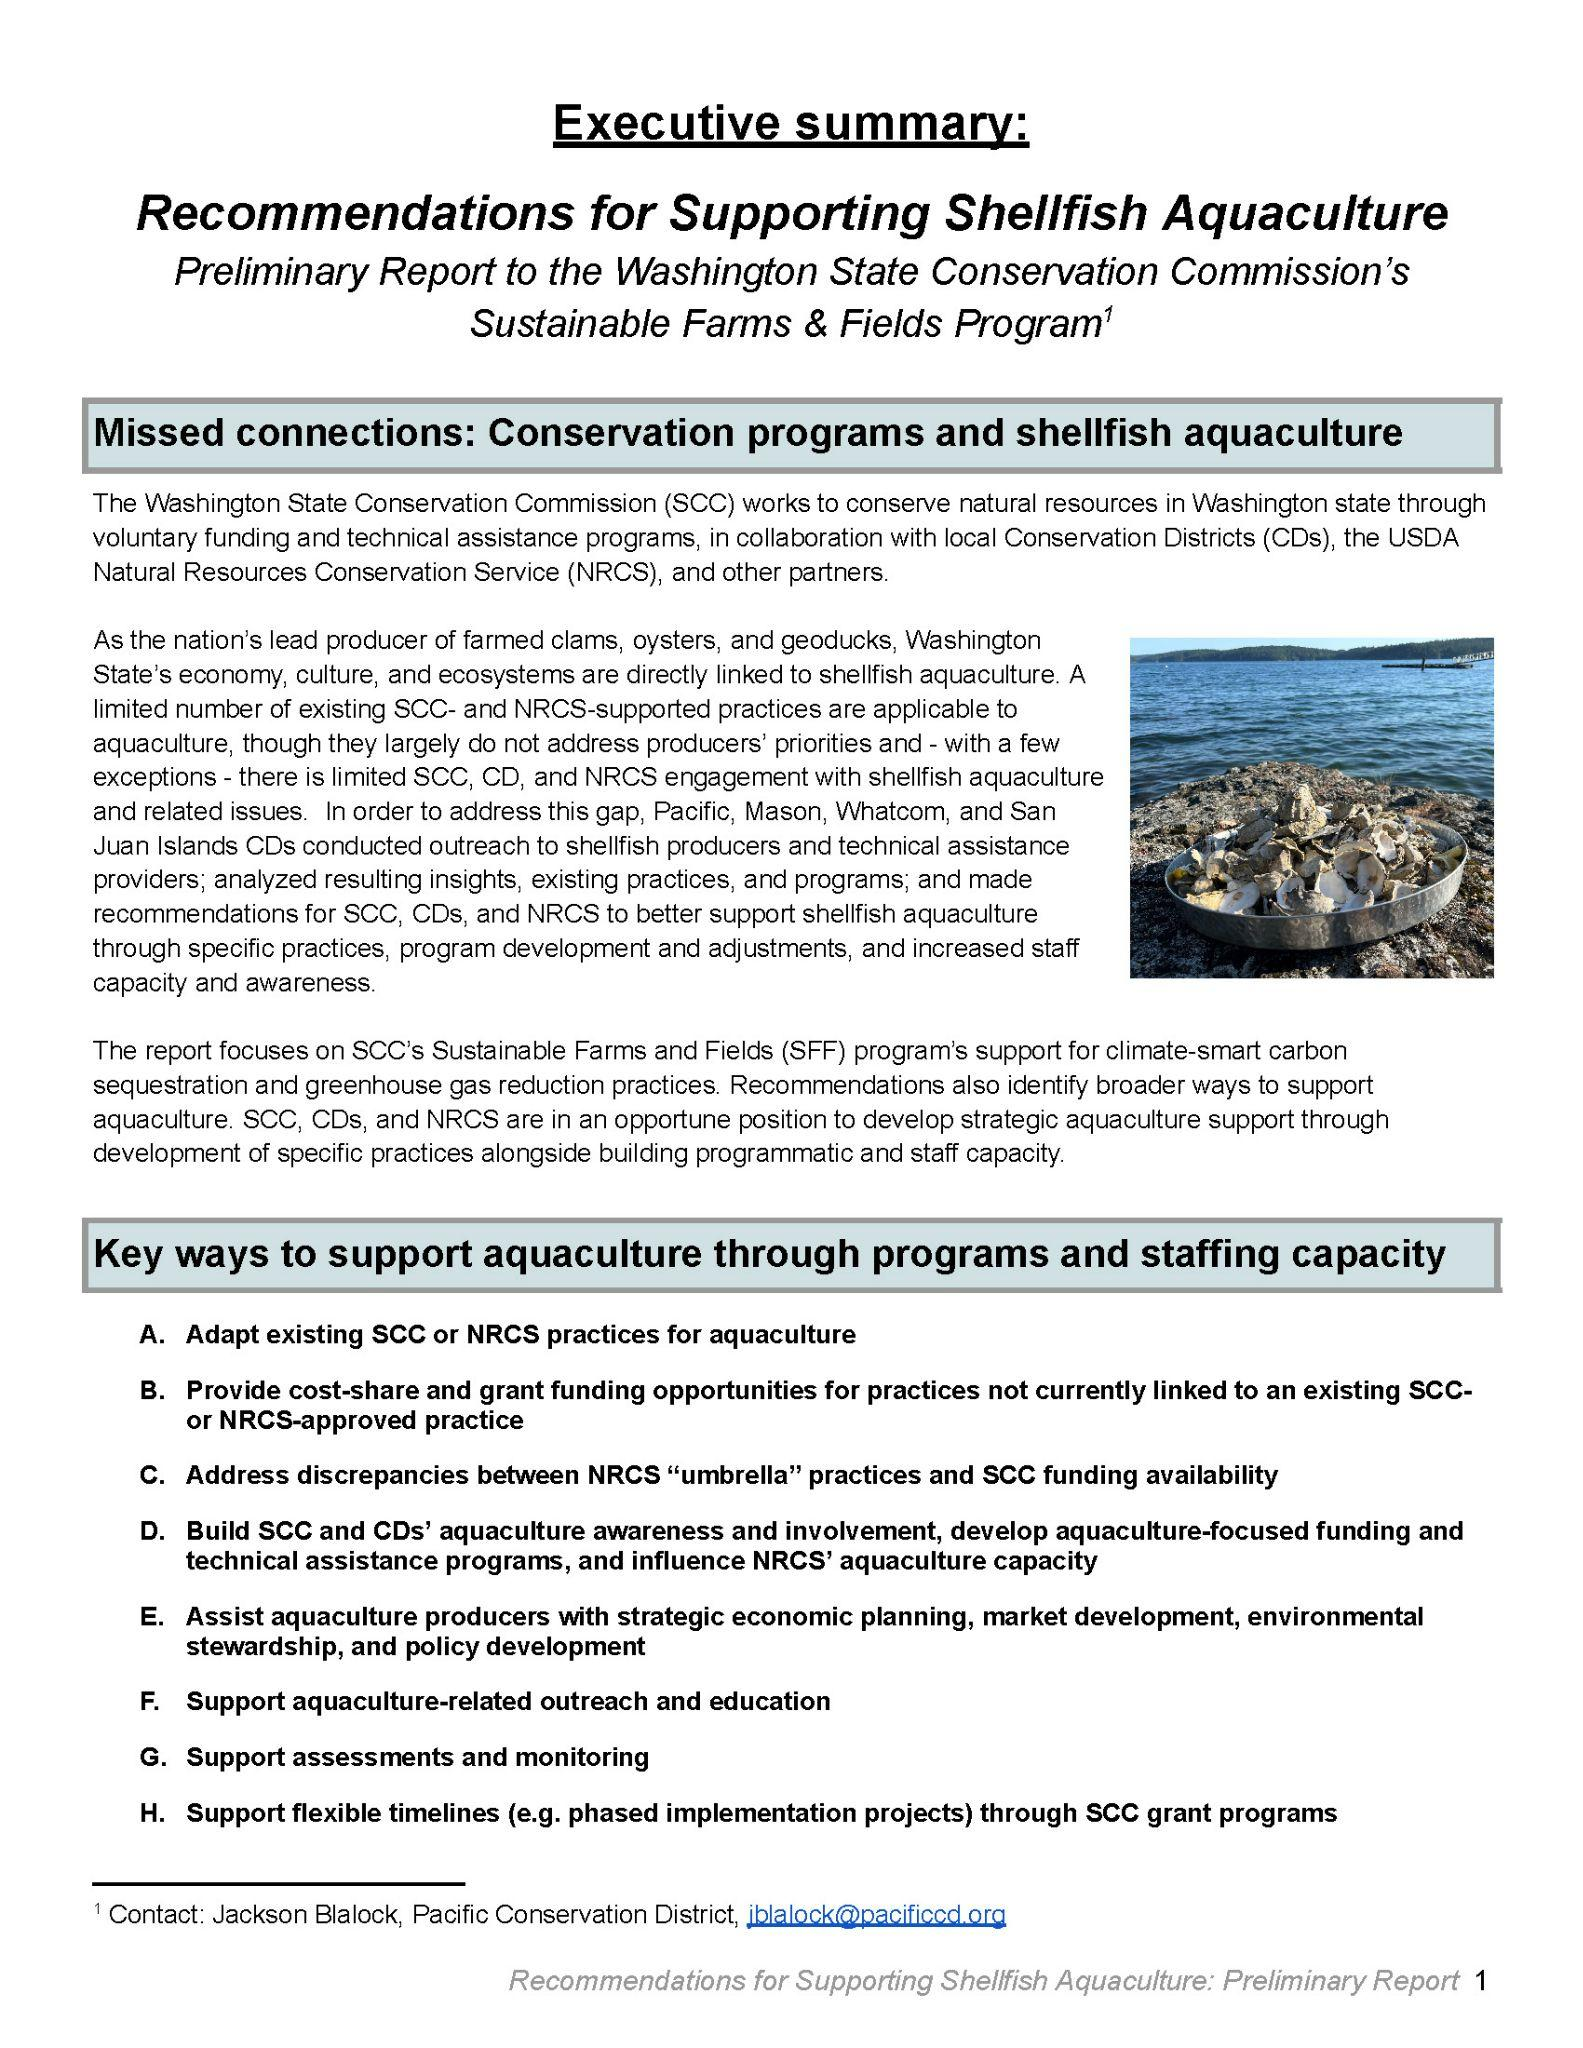 Executive summary:
Recommendations for Supporting Shellfish Aquaculture
Preliminary Report to the Washington State Conservation Commission’s
Sustainable Farms & Fields Program1
Missed connections: Conservation programs and shellfish aquaculture
The Washington State Conservation Commission (SCC) works to conserve natural resources in Washington state through
voluntary funding and technical assistance programs, in collaboration with local Conservation Districts (CDs), the USDA
Natural Resources Conservation Service (NRCS), and other partners.
As the nation’s lead producer of farmed clams, oysters, and geoducks, Washington
State’s economy, culture, and ecosystems are directly linked to shellfish aquaculture. A
limited number of existing SCC- and NRCS-supported practices are applicable to
aquaculture, though they largely do not address producers’ priorities and - with a few
exceptions - there is limited SCC, CD, and NRCS engagement with shellfish aquaculture
and related issues.  In order to address this gap, Pacific, Mason, Whatcom, and San
Juan Islands CDs conducted outreach to shellfish producers and technical assistance
providers; analyzed resulting insights, existing practices, and programs; and made
recommendations for SCC, CDs, and NRCS to better support shellfish aquaculture
through specific practices, program development and adjustments, and increased staff
capacity and awareness.
The report focuses on SCC’s Sustainable Farms and Fields (SFF) program’s support for climate-smart carbon
sequestration and greenhouse gas reduction practices. Recommendations also identify broader ways to support
aquaculture. SCC, CDs, and NRCS are in an opportune position to develop strategic aquaculture support through
development of specific practices alongside building programmatic and staff capacity.
Key ways to support aquaculture through programs and staffing capacity
A. Adapt existing SCC or NRCS practices for aquaculture
B. Provide cost-share and grant funding opportunities for practices not currently linked to an existing SCC-
or NRCS-approved practice
C. Address discrepancies between NRCS “umbrella” practices and SCC funding availability
D. Build SCC and CDs’ aquaculture awareness and involvement, develop aquaculture-focused funding and
technical assistance programs, and influence NRCS’ aquaculture capacity
E. Assist aquaculture producers with strategic economic planning, market development, environmental
stewardship, and policy development
F. Support aquaculture-related outreach and education
G. Support assessments and monitoring
H. Support flexible timelines (e.g. phased implementation projects) through SCC grant programs
1 Contact: Jackson Blalock, Pacific Conservation District, jblalock@pacificcd.org
Recommendations for Supporting Shellfish Aquaculture: Preliminary Report 1